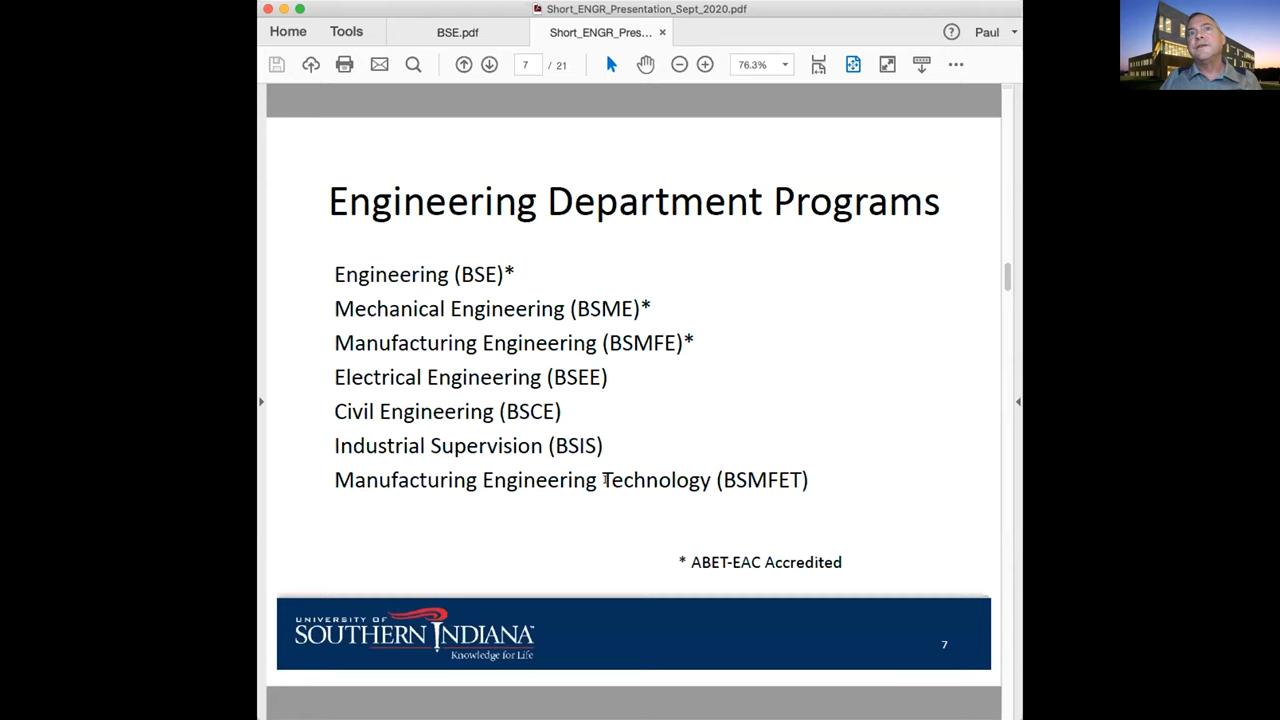 Short_ENGR_Presentation_Sept_2020.pdf
Home Tools BSE.pdf Short_ENGR_Pres... × Paul
7 / 21 76.3%
Engineering Department Programs
Engineering (BSE)*
Mechanical Engineering (BSME)*
Manufacturing Engineering (BSMFE)*
Electrical Engineering (BSEE)
Civil Engineering (BSCE)
Industrial Supervision (BSIS)
Manufacturing Engineering Technology (BSMFET)
* ABET-EAC Accredited
UNIVERSITY OF
SOUTHERN INDIANA
Knowledge for Life
7